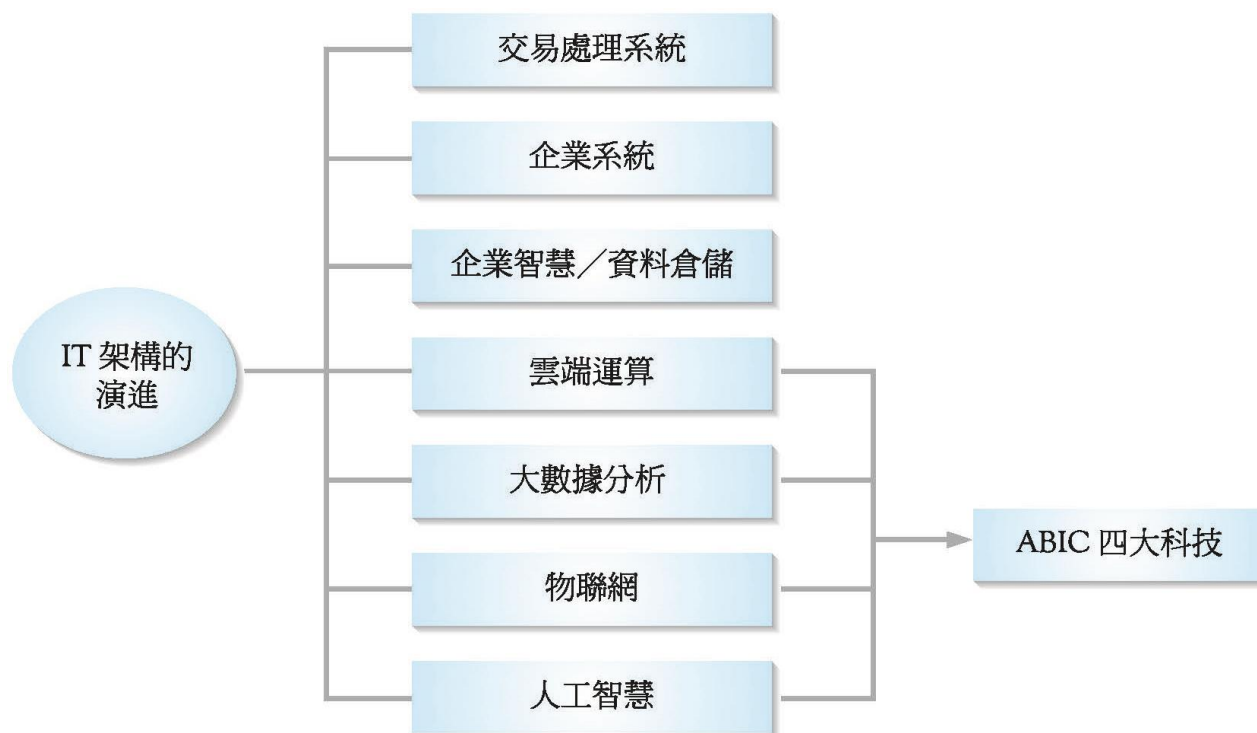 IT 架構的
演進
交易處理系統
企業系統
企業智慧／資料倉儲
雲端運算
大數據分析
物聯網
人工智慧
ABIC 四大科技